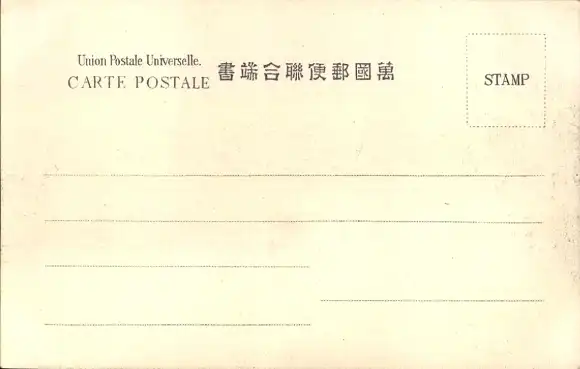 Union Postale Universelle.
CARTE POSTALE 書端合聯便郵國萬
STAMP